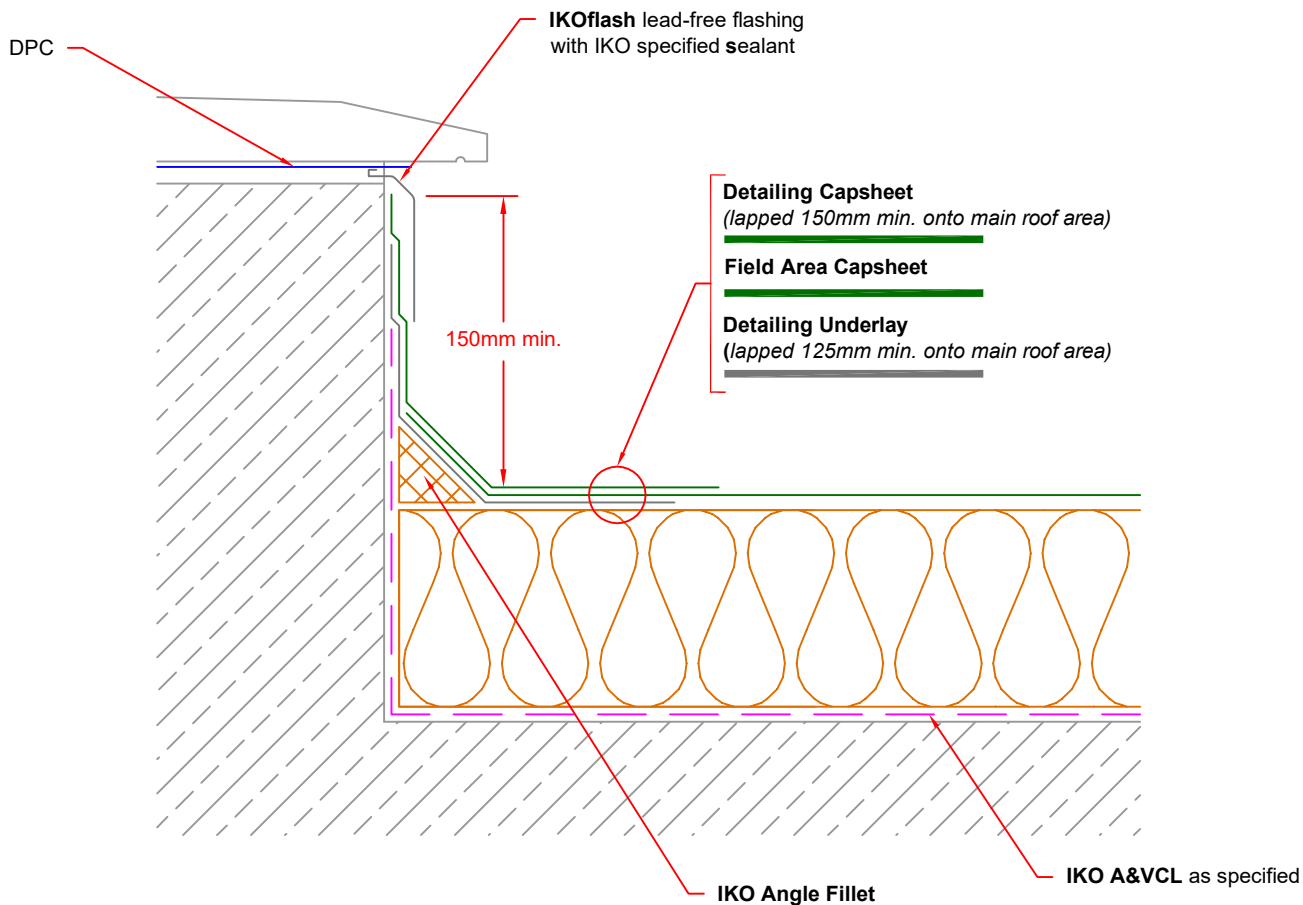 DPC
IKOflash lead-free flashing
with IKO specified sealant
Detailing Capsheet
(lapped 150mm min. onto main roof area)
Field Area Capsheet
Detailing Underlay
(lapped 125mm min. onto main roof area)
150mm min.
IKO A&VCL as specified
IKO Angle Fillet